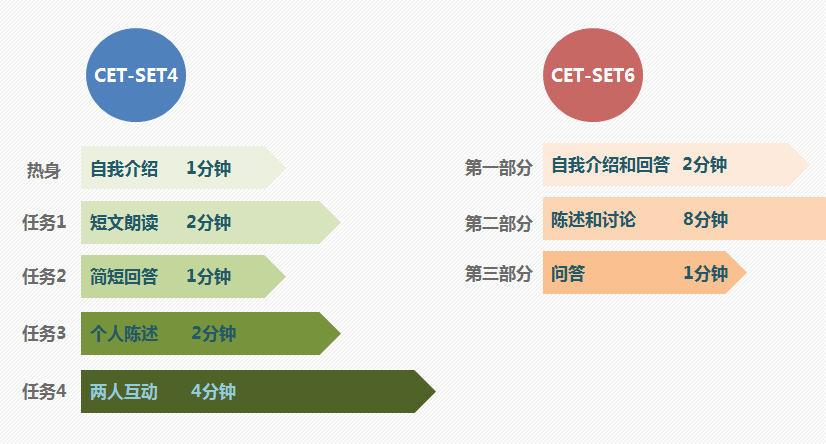 CET-SET4
热身 自我介绍 1分钟
任务1 短文朗读 2分钟
任务2 简短回答 1分钟
任务3 个人陈述 2分钟
任务4 两人互动 4分钟
CET-SET6
第一部分 自我介绍和回答 2分钟
第二部分 陈述和讨论 8分钟
第三部分 问答 1分钟